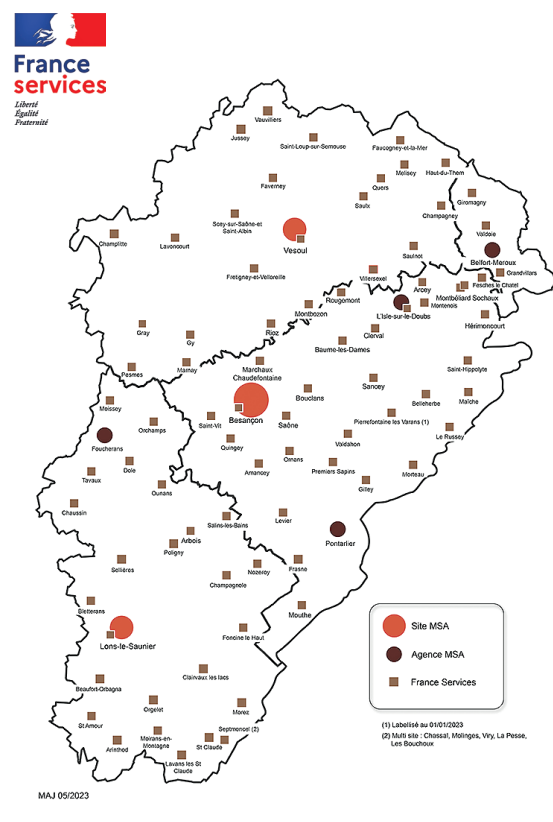 France
services
Liberté
Égalité
Fraternité
Vauvilliers
Jussey
Saint-Loup-sur-Semouse
Faucogney-et-la-Mer
Melisey
Haut-du-Them
Faverney
Quers
Saulx
Giromagny
Champagney
Scey-sur-Saône-et
Saint-Albin
Valdoie
Champlitte
Lavoncourt
Vesoul
Saulnot
Belfort-Meroux
Grandvillars
Fretigney-et-Velloreille
Villersexel
Arcey
Fesches le Chatel
Rougemont
Montbéliard
Sochaux
Montenois
L'Isle-sur-le-Doubs
Montbozon
Hérimoncourt
Gray
Gy
Rioz
Clerval
Baume-les-Dames
Pesmes
Marnay
Marchaux
Chaudefontaine
Saint-Hippolyte
Sancey
Bouclans
Belleherbe
Maîche
Moissey
Orchamps
Saint-Vit
Besançon
Saône
Pierrefontaine les Varans (1)
Le Russey
Foucherans
Quingey
Valdahon
Dole
Tavaux
Ornans
Amancey
Premiers Sapins
Morteau
Ounans
Gilley
Chaussin
Salins-les-Bains
Levier
Arbois
Pontarlier
Poligny
Sellières
Nozeroy
Frasne
Champagnole
Bletterans
Mouthe
Lons-le-Saunier
Foncine le Haut
Clairvaux les lacs
Beaufort-Orbagna
Orgelet
Morez
St Amour
Septmoncel (2)
Moirans-en-
Montagne
St Claude
Arinthod
Lavans les St
Claude
Site MSA
Agence MSA
France Services
(1) Labellisé au 01/01/2023
(2) Multi site : Chassal, Molinges, Viry, La Pesse,
Les Bouchoux
MAJ 05/2023